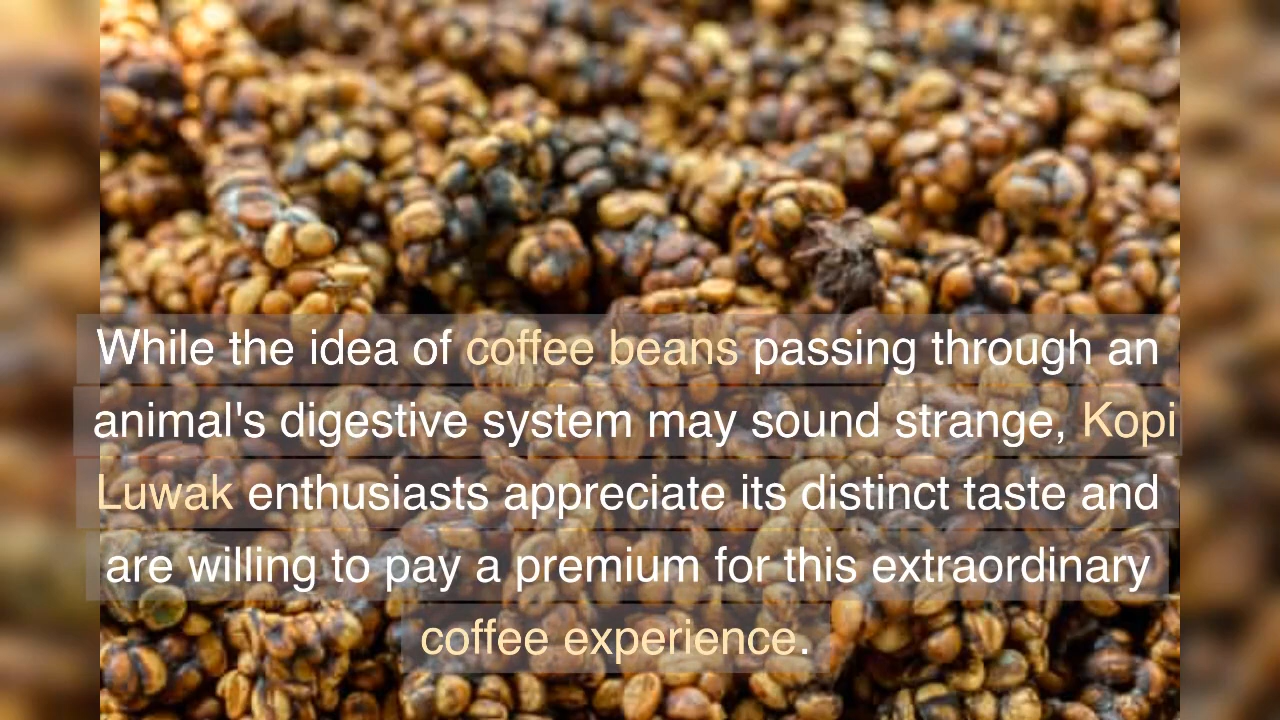 While the idea of coffee beans passing through an
animal's digestive system may sound strange, Kopi
Luwak enthusiasts appreciate its distinct taste and
are willing to pay a premium for this extraordinary
coffee experience.